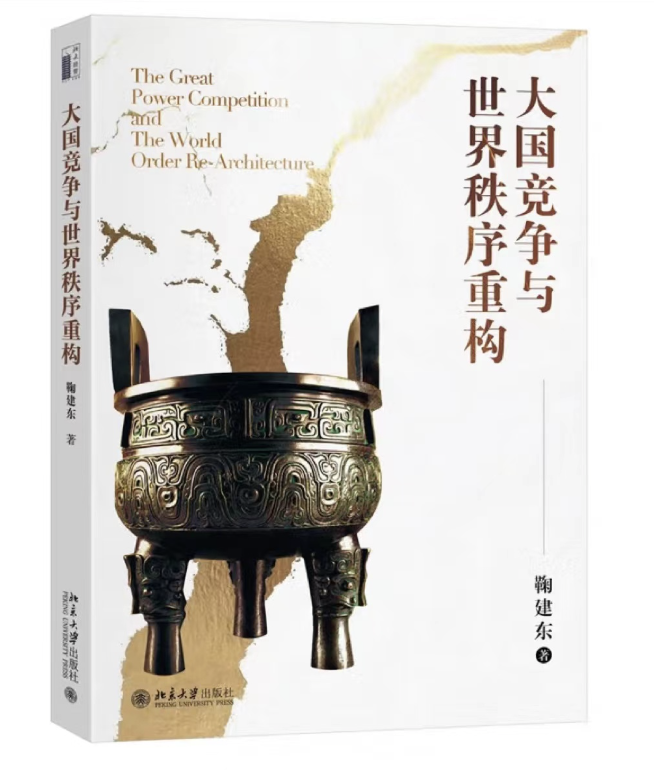 The Great
Power Competition
and
The World
Order Re-Architecture
大国竞争与
世界秩序重构
鞠建东 著
北京大学出版社
PEKING UNIVERSITY PRESS
大国竞争与世界秩序重构
鞠建东 著
北京大学出版社
PEKING UNIVERSITY PRESS